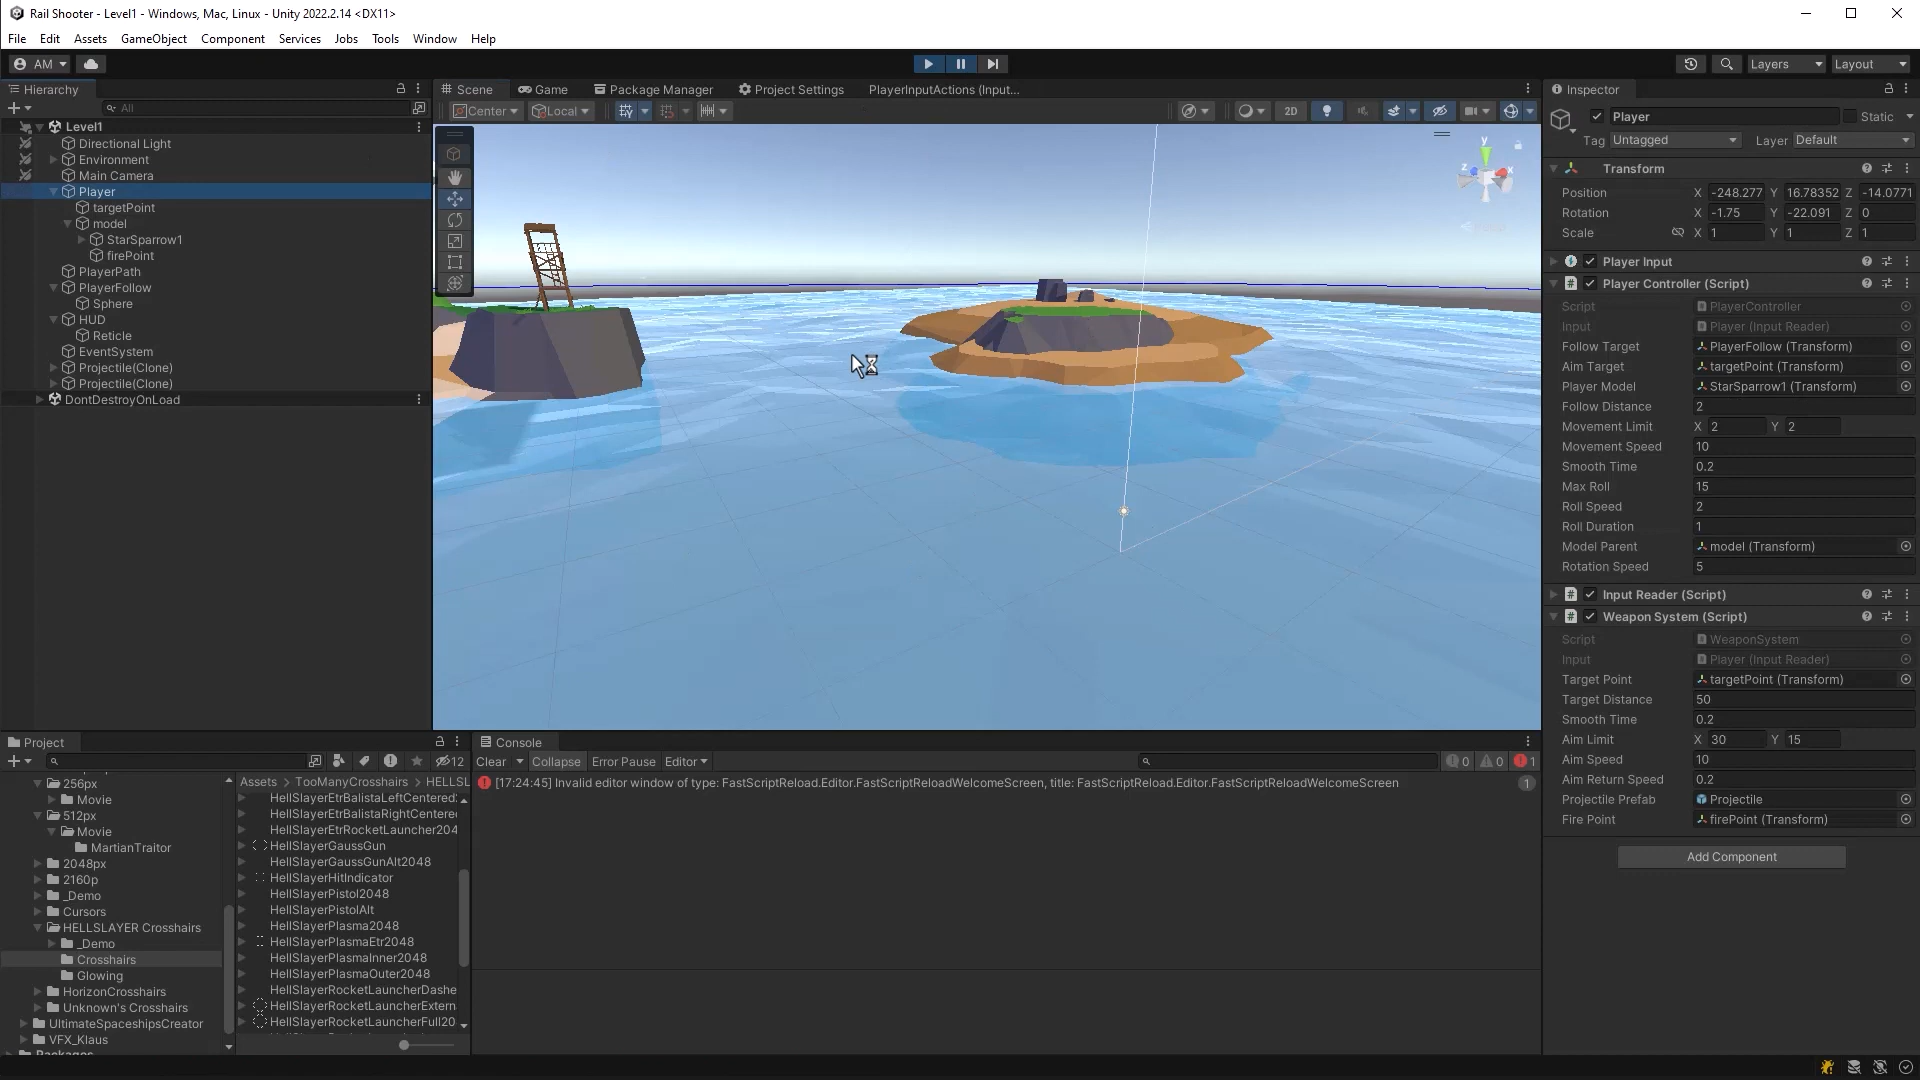 Rail Shooter - Level1 - Windows, Mac, Linux - Unity 2022.2.14 <DX11>
File Edit Assets GameObject Component Services Jobs Tools Window Help
AM
Layers Layout
Hierarchy
All
Level1
Directional Light
Environment
Main Camera
Player
targetPoint
model
StarSparrow1
firePoint
PlayerPath
PlayerFollow
Sphere
HUD
Reticle
EventSystem
Projectile(Clone)
Projectile(Clone)
DontDestroyOnLoad
Scene Game Package Manager Project Settings PlayerInputActions (Input...
Center Local 2D
y
z x
Inspector
Player Static
Tag Untagged Layer Default
Transform
Position X -248.277 Y 16.78352 Z -14.0771
Rotation X -1.75 Y -22.091 Z 0
Scale X 1 Y 1 Z 1
Player Input
Player Controller (Script)
Script PlayerController
Input Player (Input Reader)
Follow Target PlayerFollow (Transform)
Aim Target targetPoint (Transform)
Player Model StarSparrow1 (Transform)
Follow Distance 2
Movement Limit X 2 Y 2
Movement Speed 10
Smooth Time 0.2
Max Roll 15
Roll Speed 2
Roll Duration 1
Model Parent model (Transform)
Rotation Speed 5
Input Reader (Script)
Weapon System (Script)
Script WeaponSystem
Input Player (Input Reader)
Target Point targetPoint (Transform)
Target Distance 50
Smooth Time 0.2
Aim Limit X 30 Y 15
Aim Speed 10
Aim Return Speed 0.2
Projectile Prefab Projectile
Fire Point firePoint (Transform)
Add Component
Project
12
256px
Movie
512px
Movie
MartianTraitor
2048px
2160p
_Demo
Cursors
HELLSLAYER Crosshairs
_Demo
Crosshairs
Glowing
HorizonCrosshairs
Unknown's Crosshairs
UltimateSpaceshipsCreator
VFX_Klaus
Packages
Assets > TooManyCrosshairs > HELLSL
HellSlayerEtrBalistaLeftCentered
HellSlayerEtrBalistaRightCentere
HellSlayerEtrRocketLauncher204
HellSlayerGaussGun
HellSlayerGaussGunAlt2048
HellSlayerHitIndicator
HellSlayerPistol2048
HellSlayerPistolAlt
HellSlayerPlasma2048
HellSlayerPlasmaEtr2048
HellSlayerPlasmaInner2048
HellSlayerPlasmaOuter2048
HellSlayerRocketLauncherDashe
HellSlayerRocketLauncherExtern
HellSlayerRocketLauncherFull20
Console
Clear Collapse Error Pause Editor 0 0 1
[17:24:45] Invalid editor window of type: FastScriptReload.Editor.FastScriptReloadWelcomeScreen, title: FastScriptReload.Editor.FastScriptReloadWelcomeScreen 1